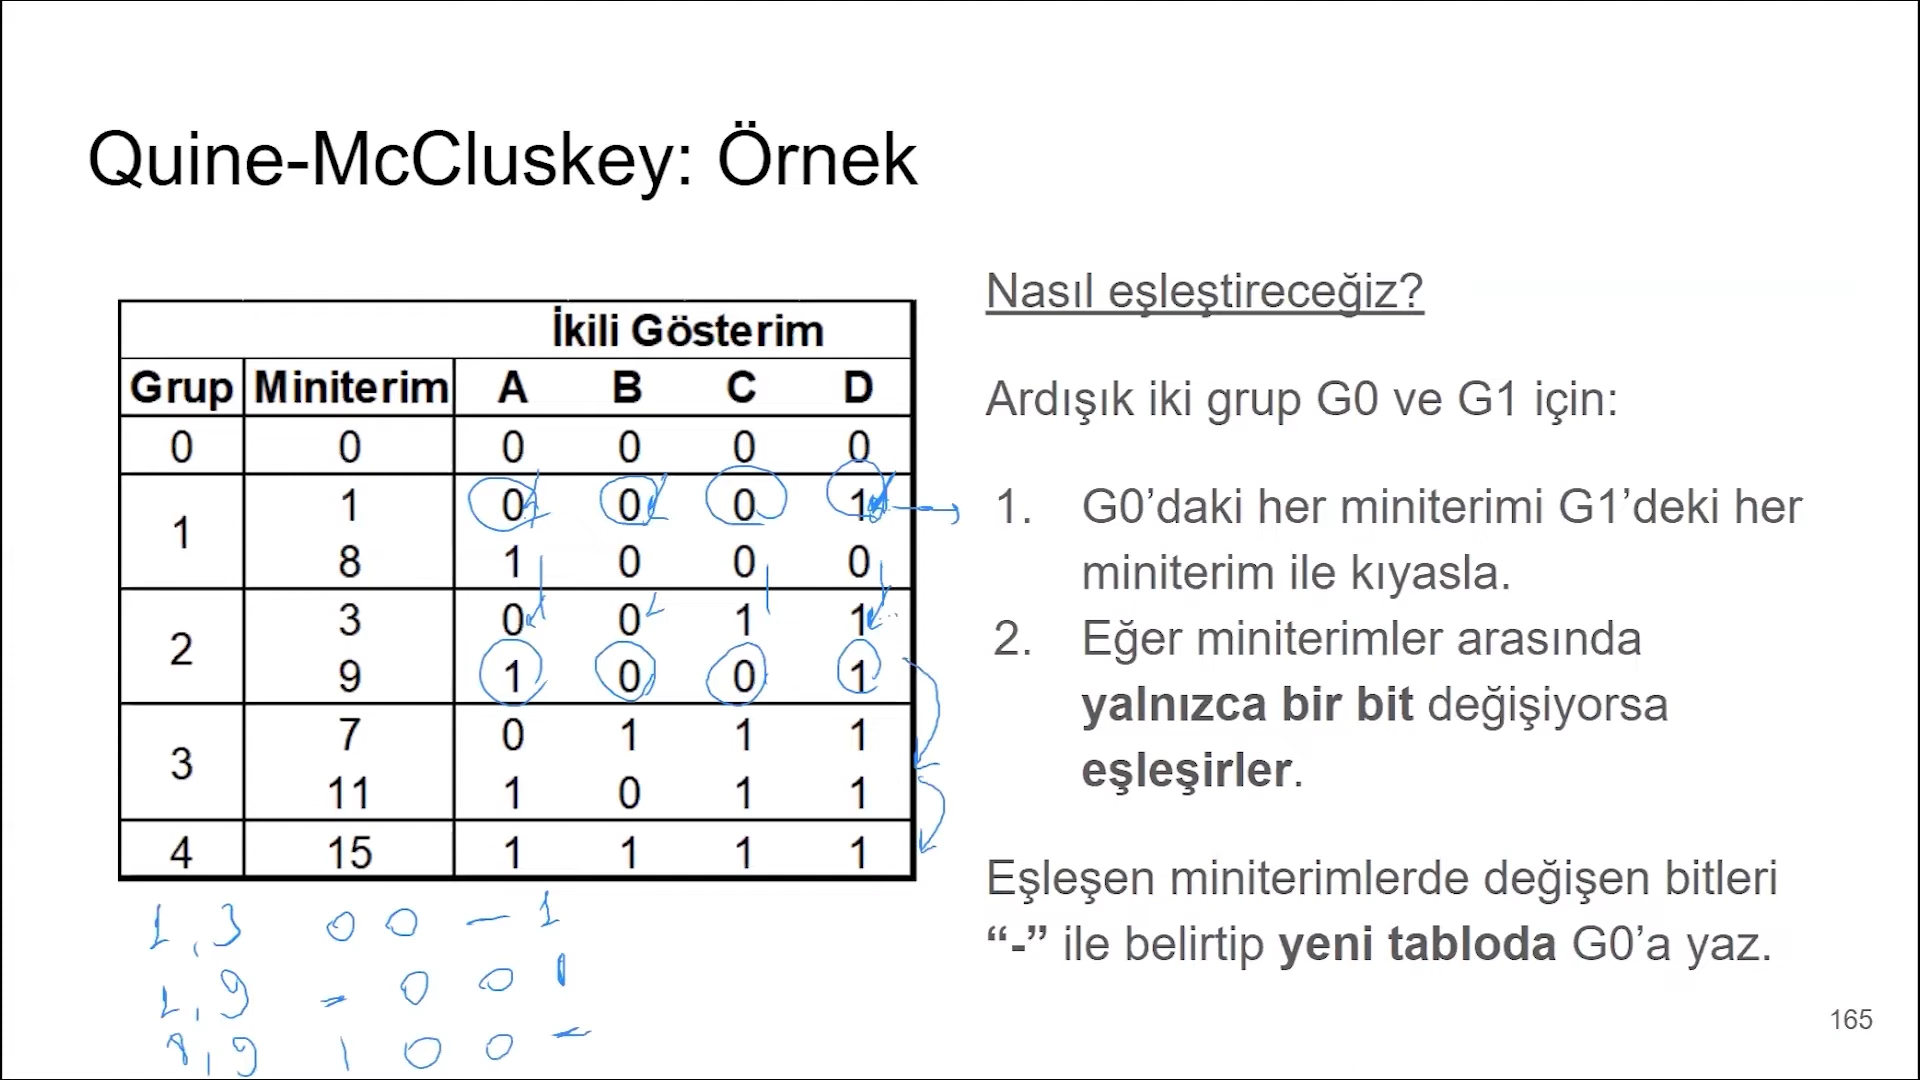 Quine-McCluskey: Örnek
İkili Gösterim
Grup Miniterim A B C D
0 0 0 0 0 0
1 1 0 0 0 1
8 1 0 0 0
2 3 0 0 1 1
9 1 0 0 1
3 7 0 1 1 1
11 1 0 1 1
4 15 1 1 1 1
1,3 0 0 - 1
1,9 - 0 0 1
8,9 1 0 0 -
Nasıl eşleştireceğiz?
Ardışık iki grup G0 ve G1 için:
1. G0’daki her miniterimi G1’deki her
miniterim ile kıyasla.
2. Eğer miniterimler arasında
yalnızca bir bit değişiyorsa
eşleşirler.
Eşleşen miniterimlerde değişen bitleri
“-” ile belirtip yeni tabloda G0’a yaz.
165